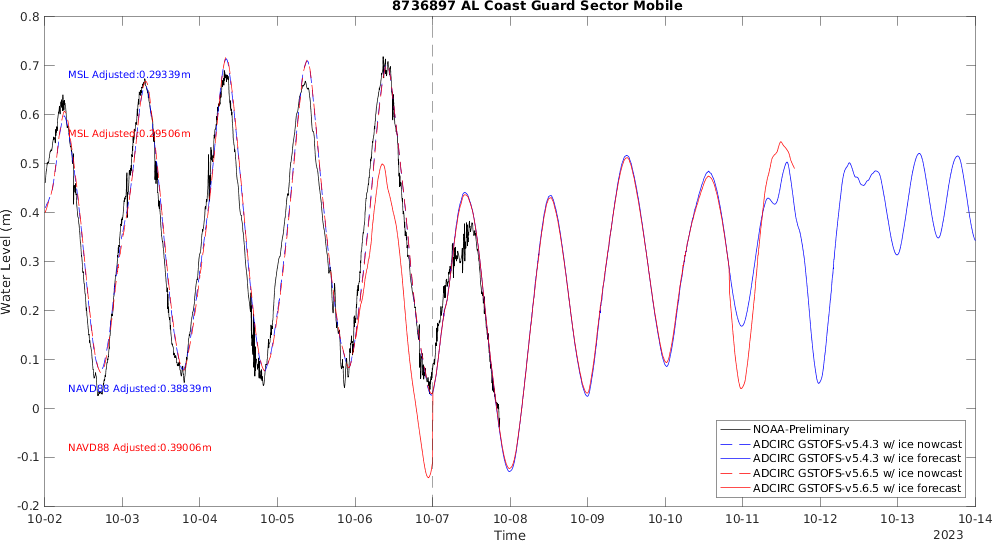 8736897 AL Coast Guard Sector Mobile
0.8
0.7
0.6
0.5
0.4
0.3
0.2
0.1
0
-0.1
-0.2
Water Level (m)
MSL Adjusted:0.29339m
MSL Adjusted:0.29506m
NAVD88 Adjusted:0.38839m
NAVD88 Adjusted:0.39006m
NOAA-Preliminary
ADCIRC GSTOFS-v5.4.3 w/ ice nowcast
ADCIRC GSTOFS-v5.4.3 w/ ice forecast
ADCIRC GSTOFS-v5.6.5 w/ ice nowcast
ADCIRC GSTOFS-v5.6.5 w/ ice forecast
10-02 10-03 10-04 10-05 10-06 10-07 10-08 10-09 10-10 10-11 10-12 10-13 10-14
Time
2023